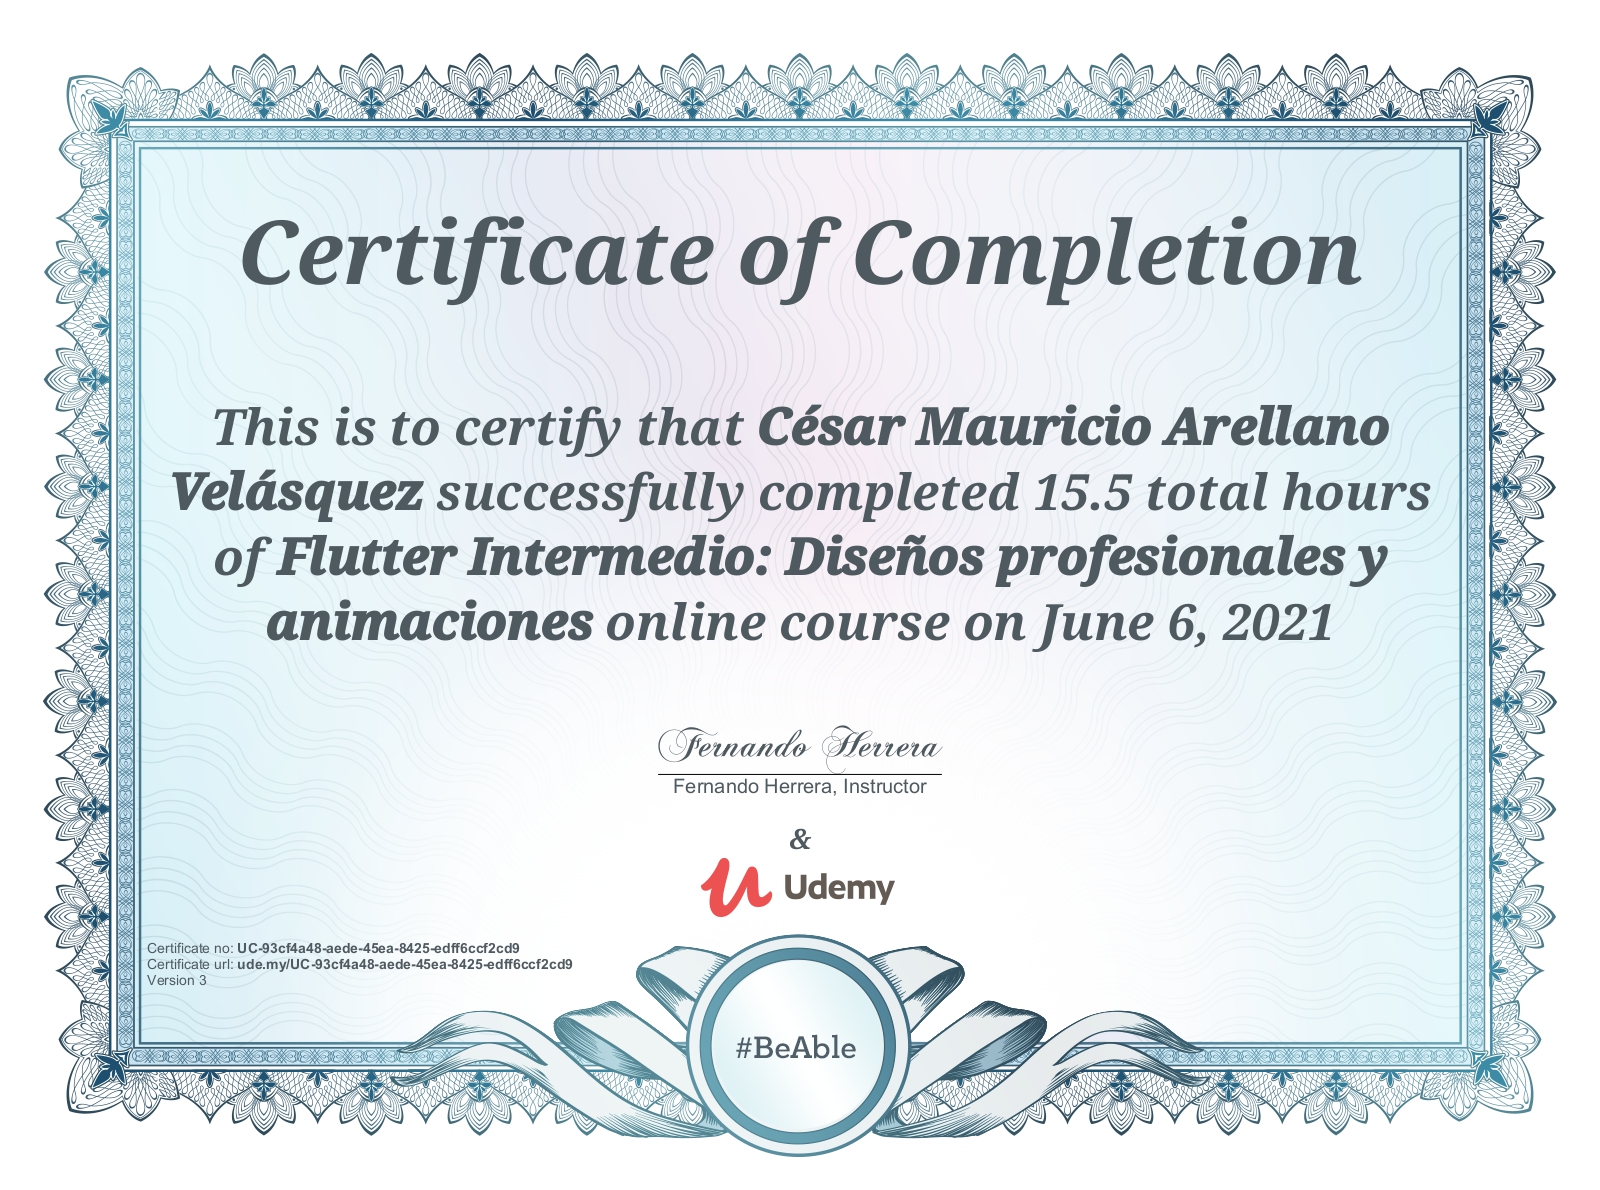 Certificate of Completion
This is to certify that César Mauricio Arellano
Velásquez successfully completed 15.5 total hours
of Flutter Intermedio: Diseños profesionales y
animaciones online course on June 6, 2021
Fernando Herrera
Fernando Herrera, Instructor
&
Udemy
Certificate no: UC-93cf4a48-aede-45ea-8425-edff6ccf2cd9
Certificate url: ude.my/UC-93cf4a48-aede-45ea-8425-edff6ccf2cd9
Version 3
#BeAble